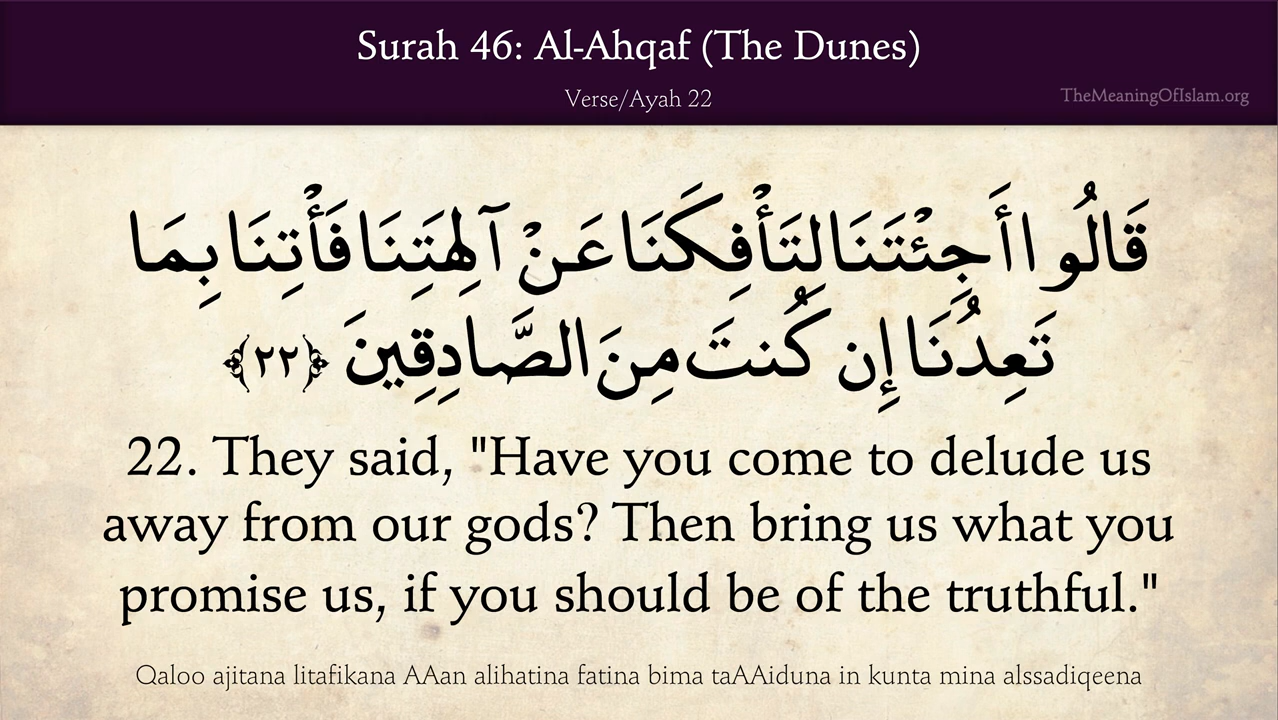 Surah 46: Al-Ahqaf (The Dunes)
Verse/Ayah 22
TheMeaningOfIslam.org
قَالُوا أَجِئْتَنَا لِتَأْفِكَنَا عَنْ آلِهَتِنَا فَأْتِنَا بِمَا
تَعِدُنَا إِن كُنتَ مِنَ الصَّادِقِينَ ﴿٢٢﴾
22. They said, "Have you come to delude us
away from our gods? Then bring us what you
promise us, if you should be of the truthful."
Qaloo ajitana litafikana AAan alihatina fatina bima taAAiduna in kunta mina alssadiqeena